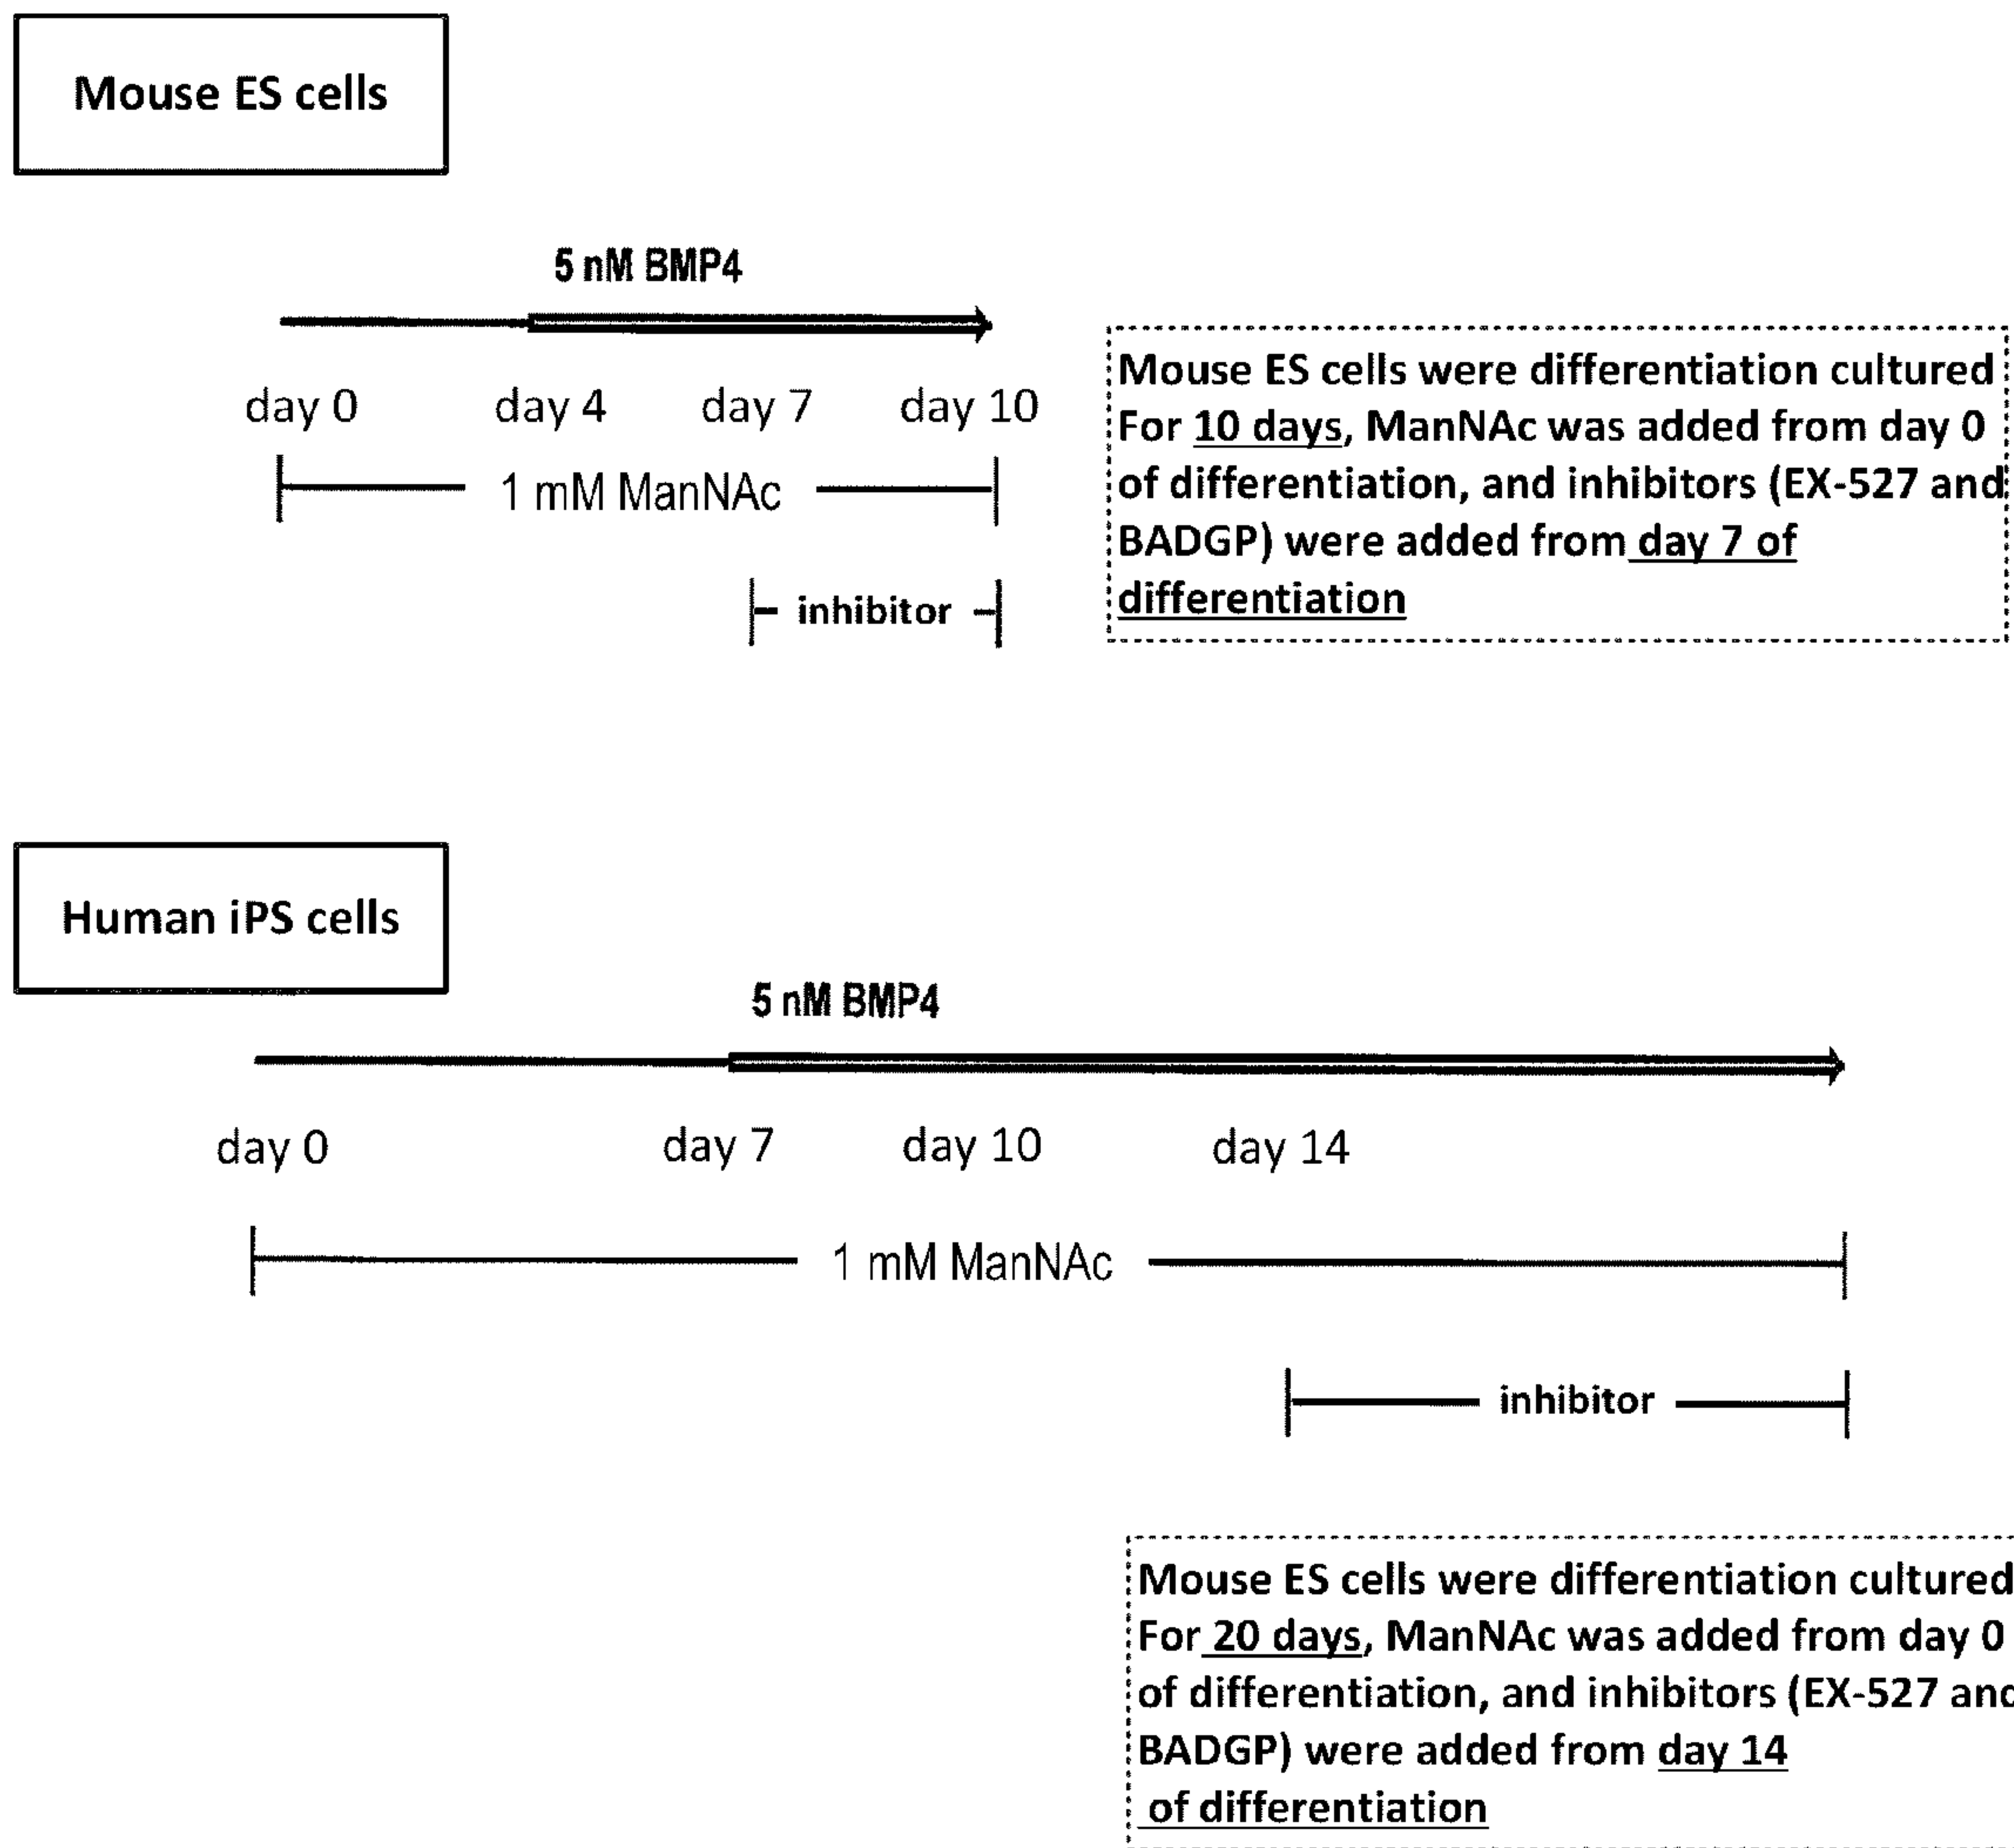 Mouse ES cells
5 nM BMP4
day 0 day 4 day 7 day 10
1 mM ManNAc
inhibitor
Mouse ES cells were differentiation cultured
For 10 days, ManNAc was added from day 0
of differentiation, and inhibitors (EX-527 and
BADGP) were added from day 7 of
differentiation
Human iPS cells
5 nM BMP4
day 0 day 7 day 10 day 14
1 mM ManNAc
inhibitor
Mouse ES cells were differentiation cultured
For 20 days, ManNAc was added from day 0
of differentiation, and inhibitors (EX-527 and
BADGP) were added from day 14
of differentiation